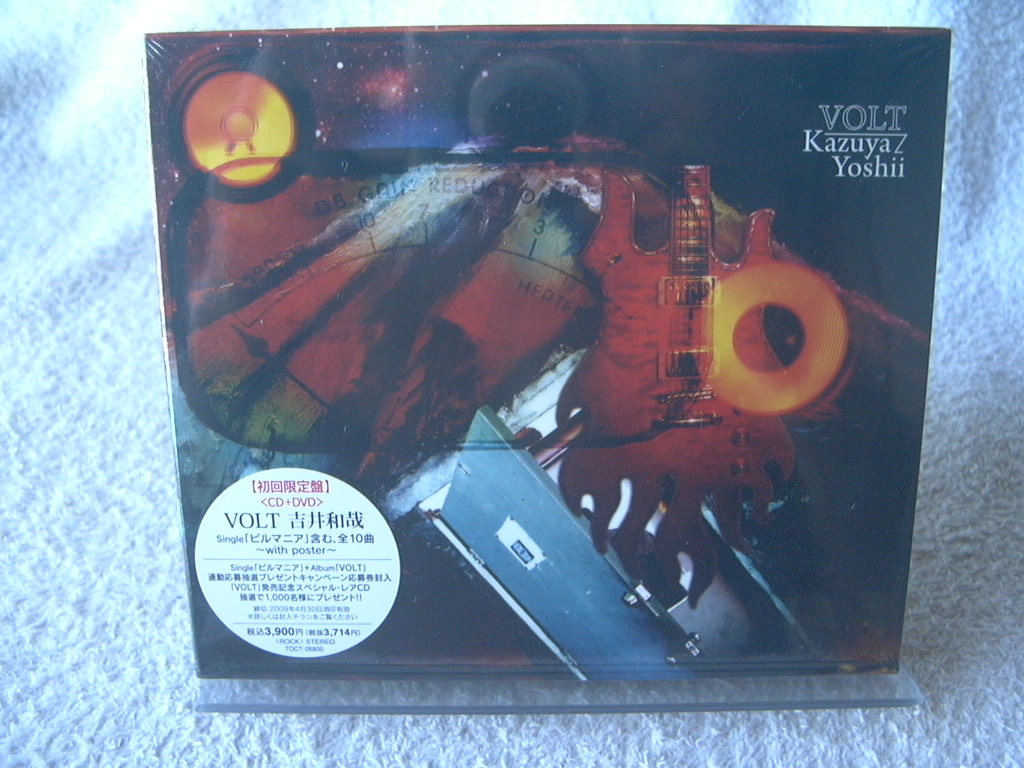 VOLT
Kazuya
Yoshii
9
DB GAIN REDUCTION
10
7
3
【初回限定盤】
<CD+DVD>
VOLT 吉井和哉
Single「ビルマニア」含む、全10曲
〜with poster〜
Single「ビルマニア」+Album「VOLT」
連動応募抽選プレゼントキャンペーン応募券封入
「VOLT」発売記念スペシャル・レアCD
抽選で1,000名様にプレゼント!!
締切:2009年4月30日消印有効
※詳しくは封入チラシをご覧ください
税込3,900円(税抜3,714円)
<ROCK> STEREO
TOCT-26800